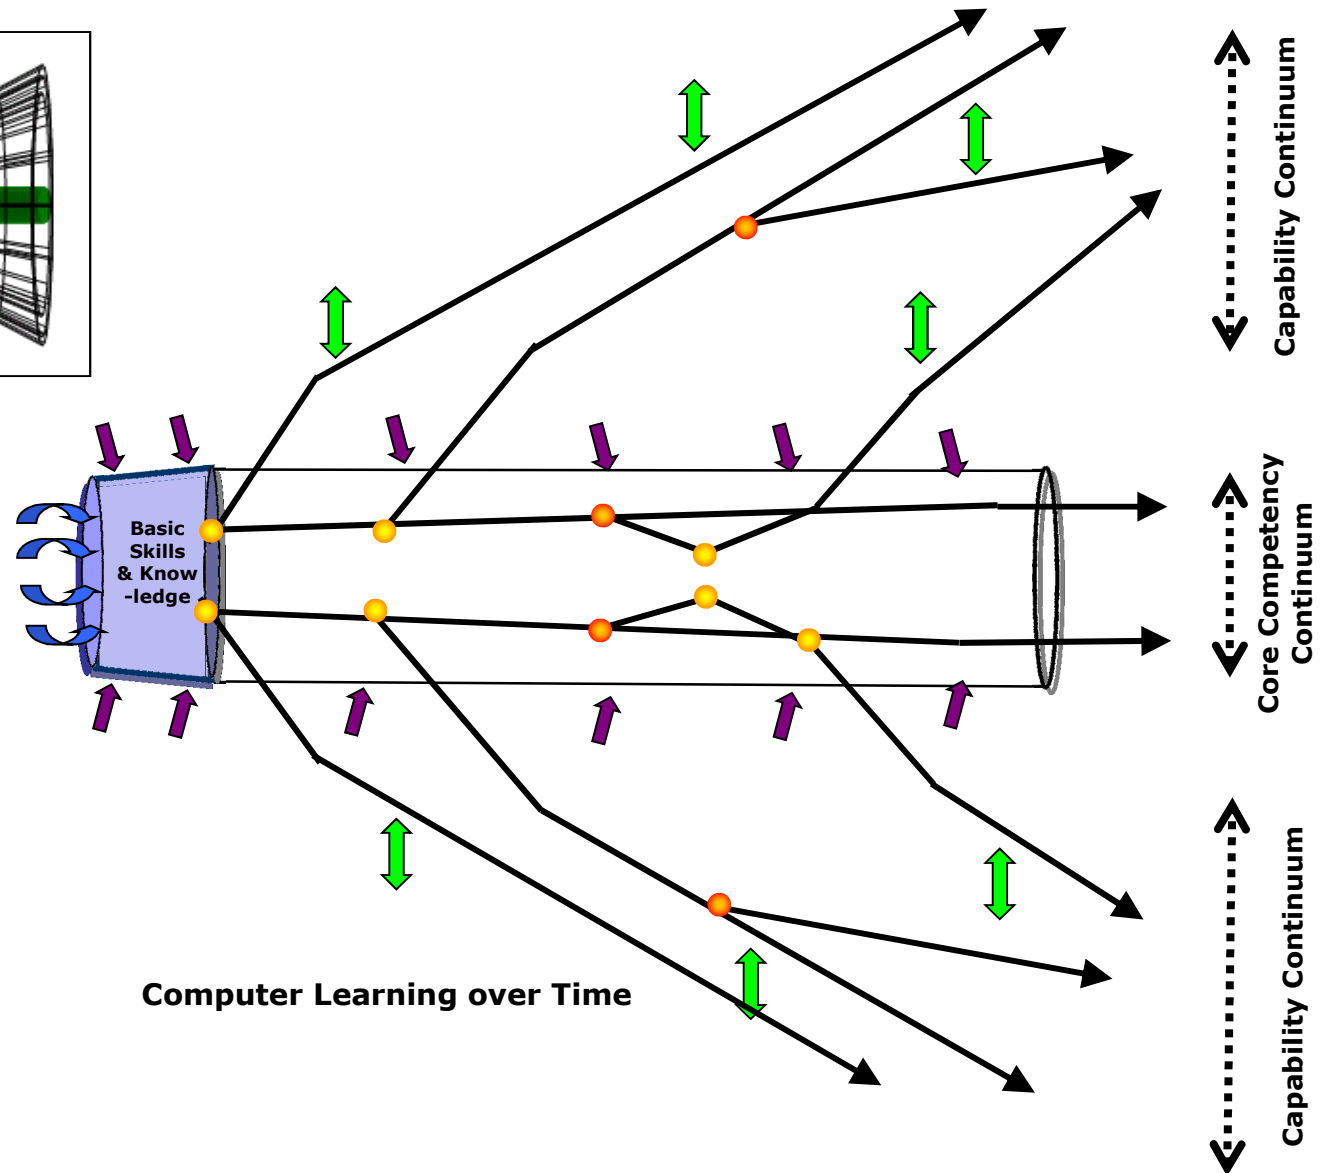 Capability Continuum
Basic
Skills
& Know
-ledge
Core Competency
Continuum
Computer Learning over Time
Capability Continuum